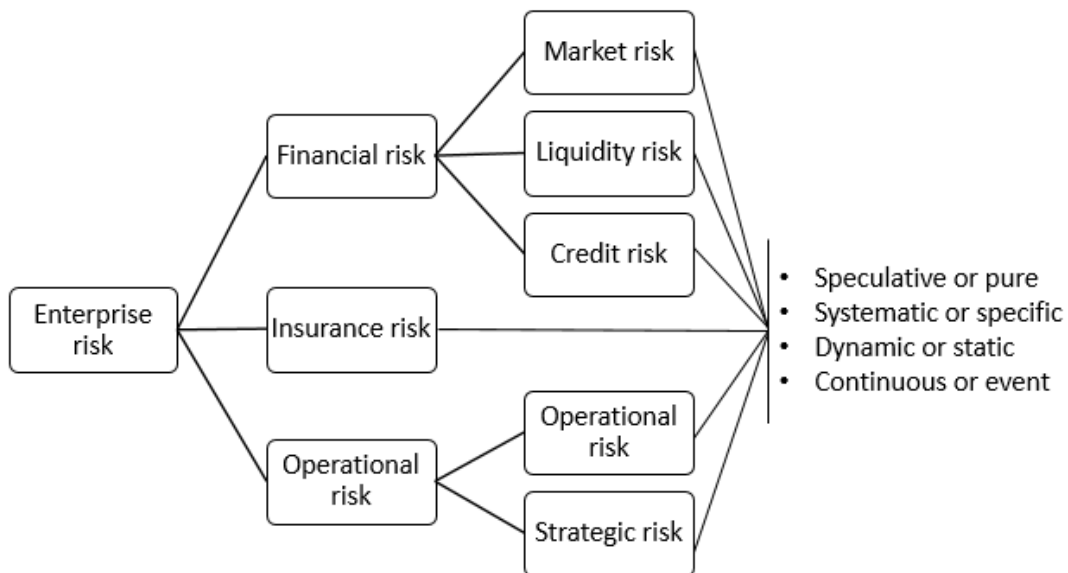 Market risk
Financial risk
Liquidity risk
Credit risk
Enterprise
risk
Insurance risk
Operational
risk
Operational
risk
Strategic risk
• Speculative or pure
• Systematic or specific
• Dynamic or static
• Continuous or event